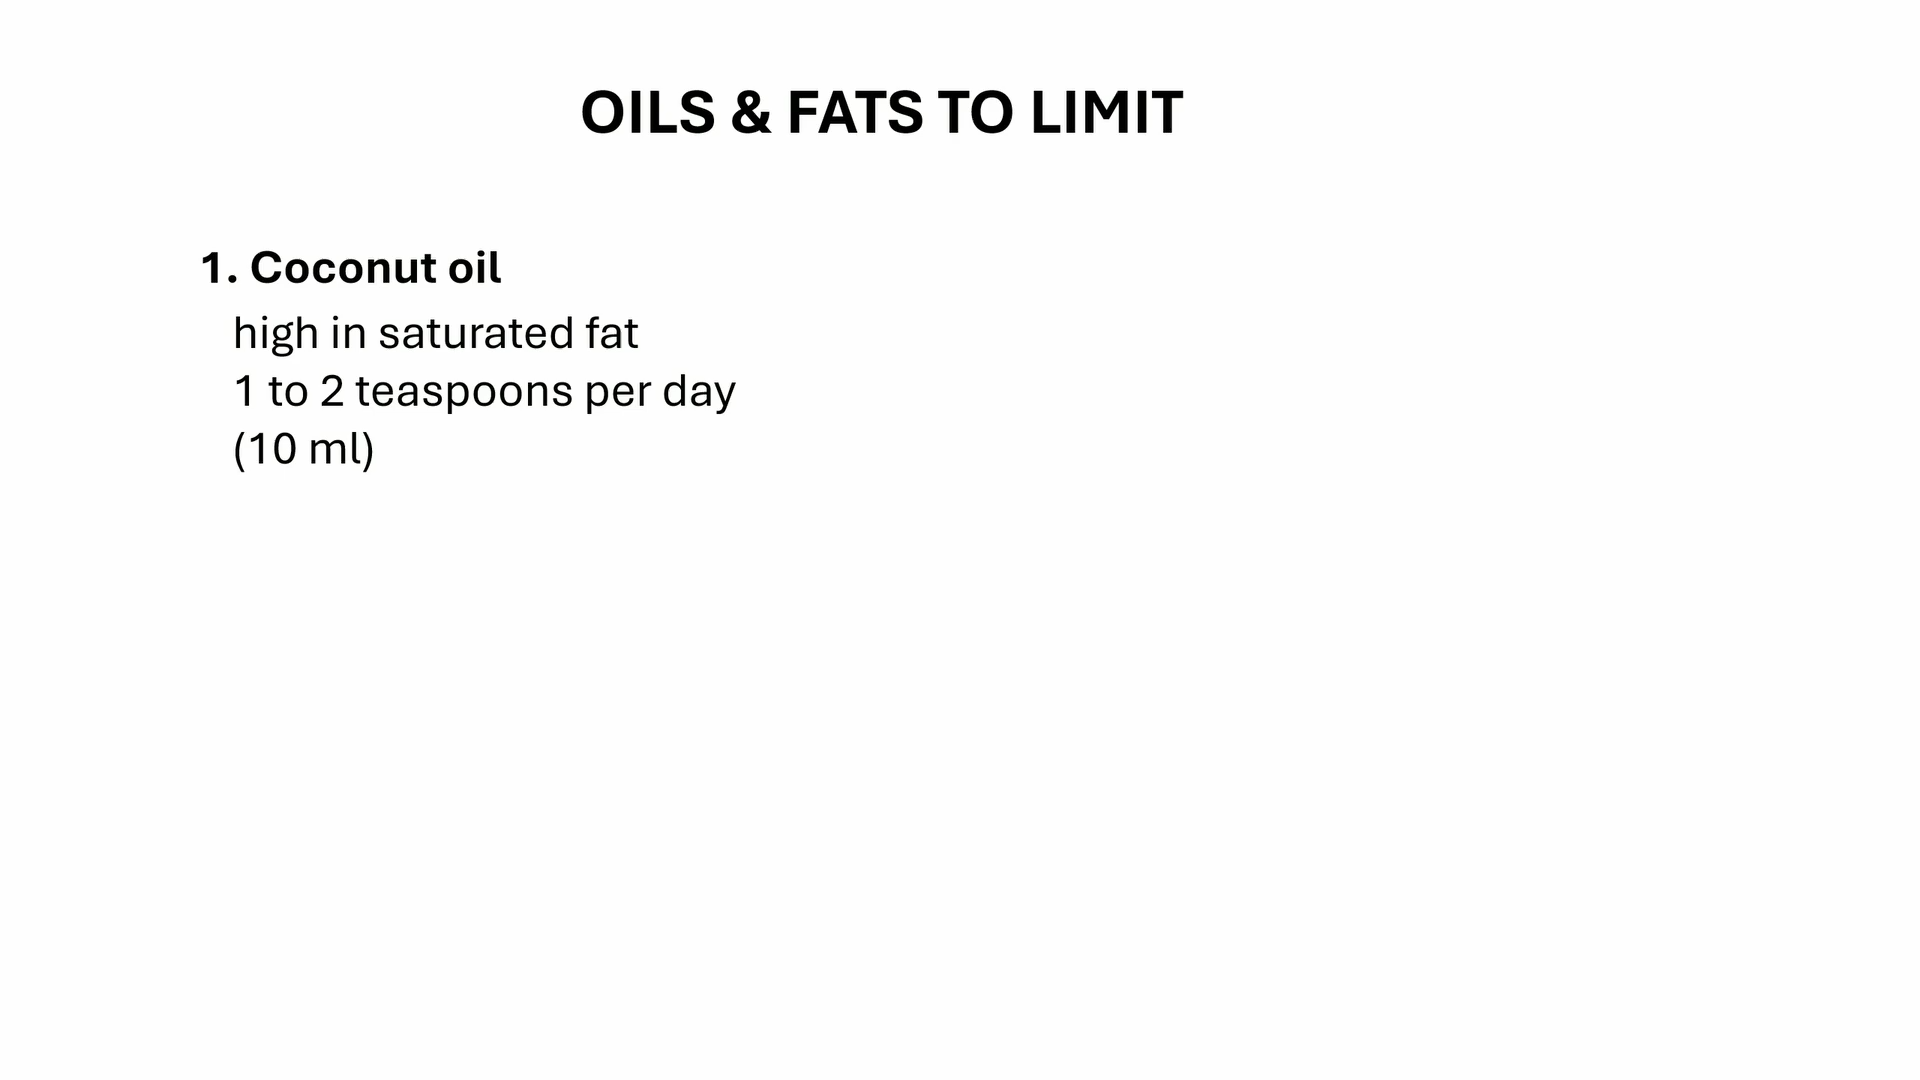 OILS & FATS TO LIMIT
1. Coconut oil
high in saturated fat
1 to 2 teaspoons per day
(10 ml)